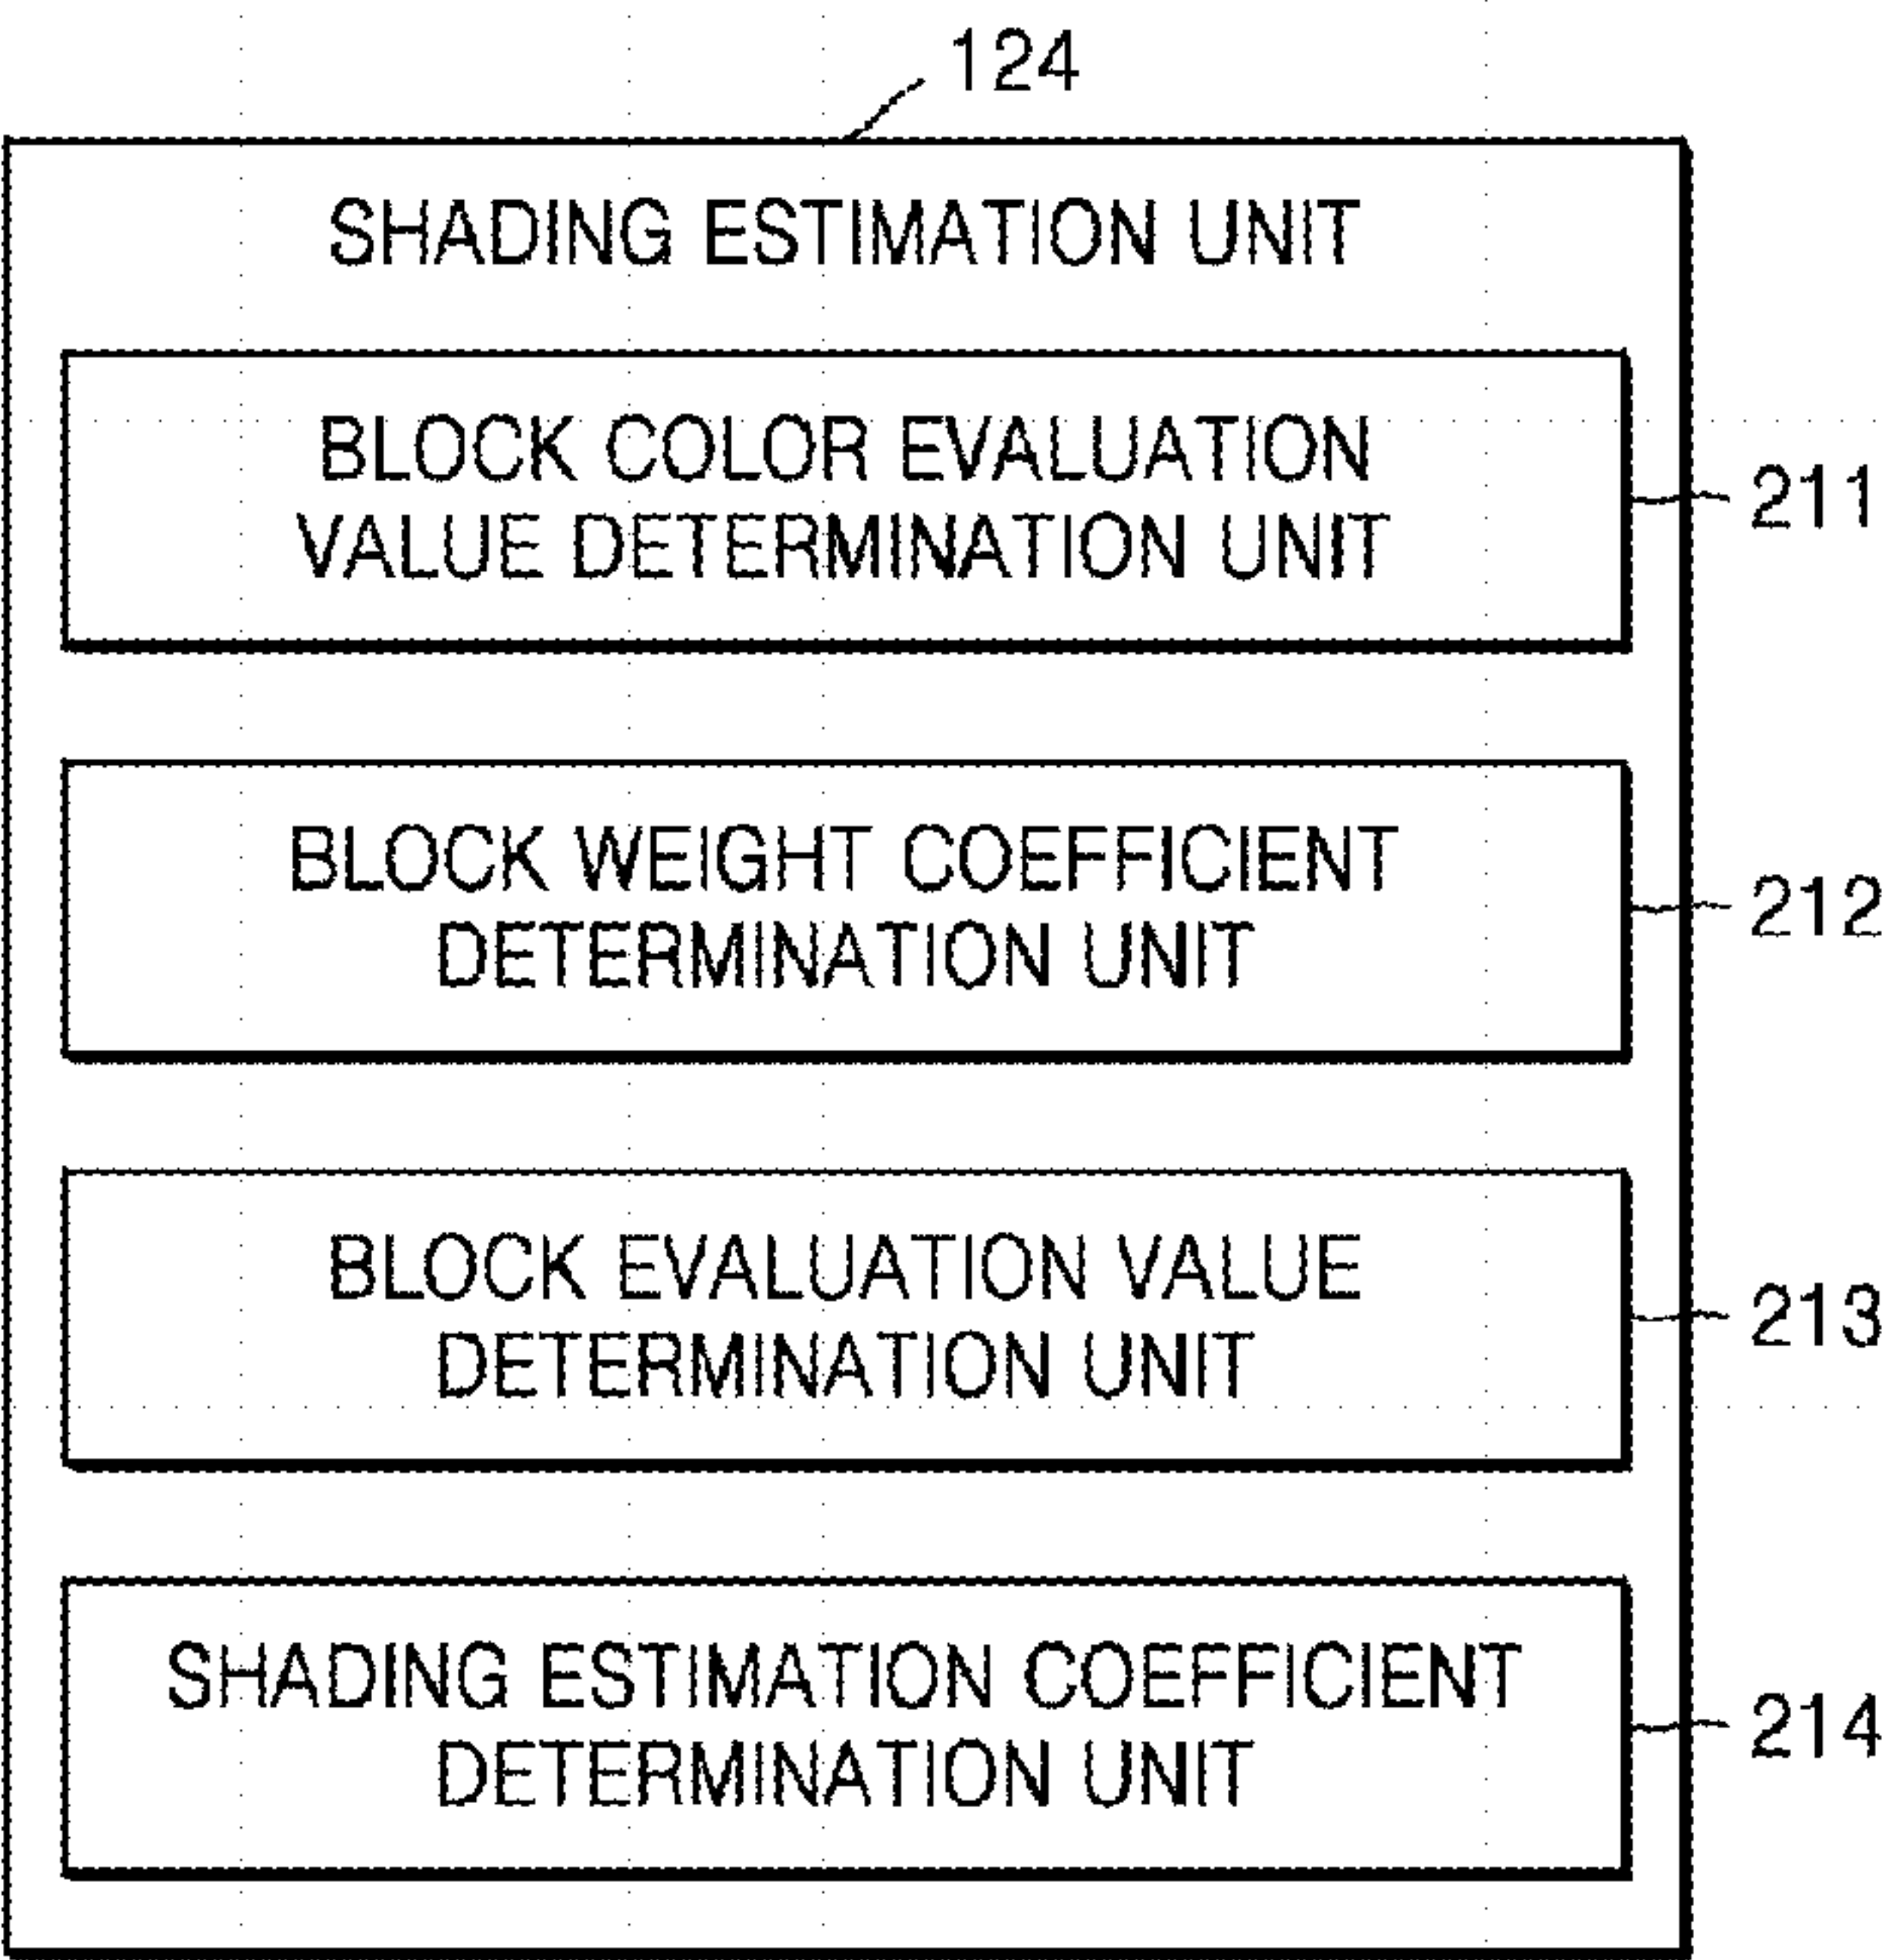 124
SHADING ESTIMATION UNIT
BLOCK COLOR EVALUATION
VALUE DETERMINATION UNIT
211
BLOCK WEIGHT COEFFICIENT
DETERMINATION UNIT
212
BLOCK EVALUATION VALUE
DETERMINATION UNIT
213
SHADING ESTIMATION COEFFICIENT
DETERMINATION UNIT
214